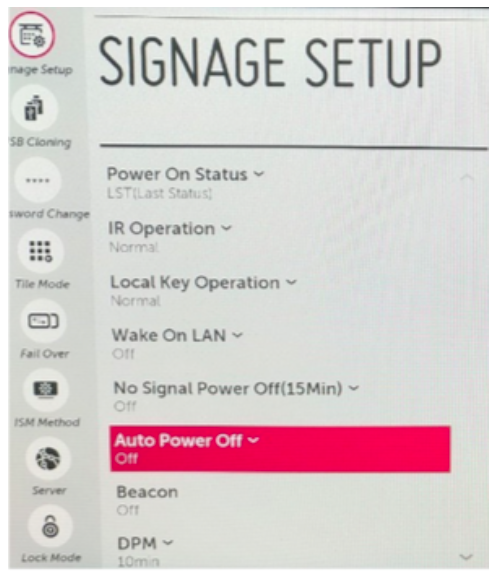 SIGNAGE SETUP
nage Setup
SB Cloning
sword Change
Tile Mode
Fail Over
ISM Method
Server
Lock Mode
Power On Status
LST(Last Status)
IR Operation
Normal
Local Key Operation
Normal
Wake On LAN
Off
No Signal Power Off(15Min)
Off
Auto Power Off
Off
Beacon
Off
DPM
10min